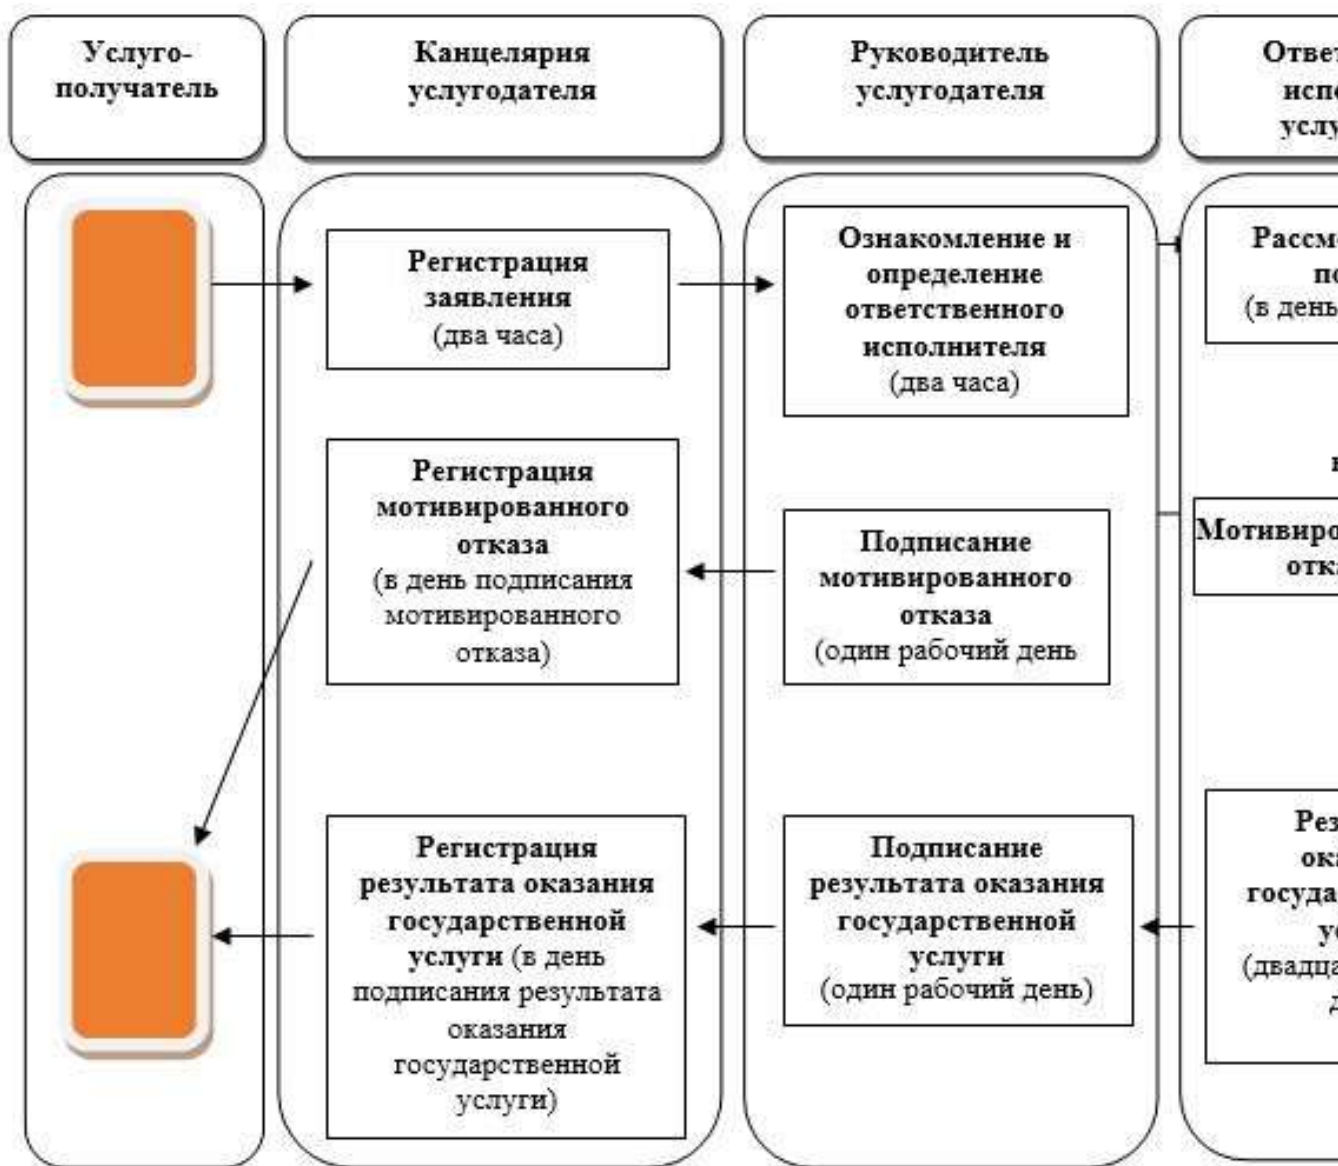 Услуго-
получатель
Канцелярия
услугодателя
Руководитель
услугодателя
Регистрация
заявления
(два часа)
Ознакомление и
определение
ответственного
исполнителя
(два часа)
(в день
Регистрация
мотивированного
отказа
(в день подписания
мотивированного
отказа)
Подписание
мотивированного
отказа
(один рабочий день
Регистрация
результата оказания
государственной
услуги (в день
подписания результата
оказания
государственной
услуги)
Подписание
результата оказания
государственной
услуги
(один рабочий день)